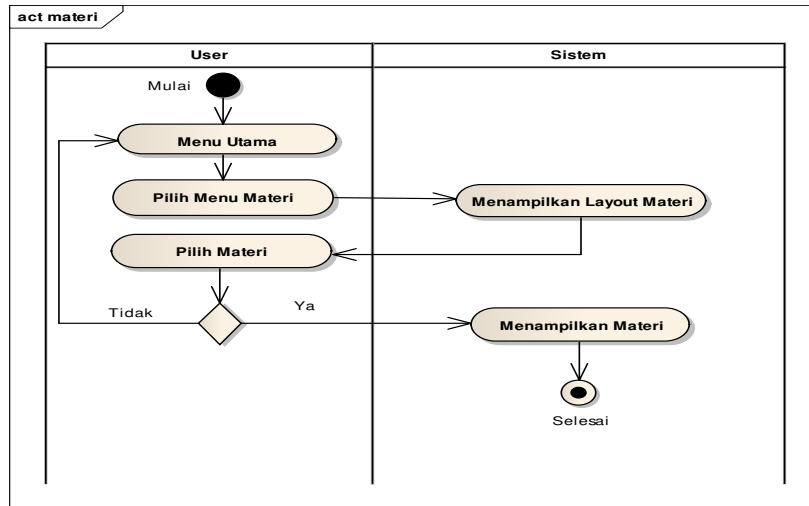 act materi
User
Sistem
Mulai
Menu Utama
Pilih Menu Materi
Menampilkan Layout Materi
Pilih Materi
Tidak
Ya
Menampilkan Materi
Selesai